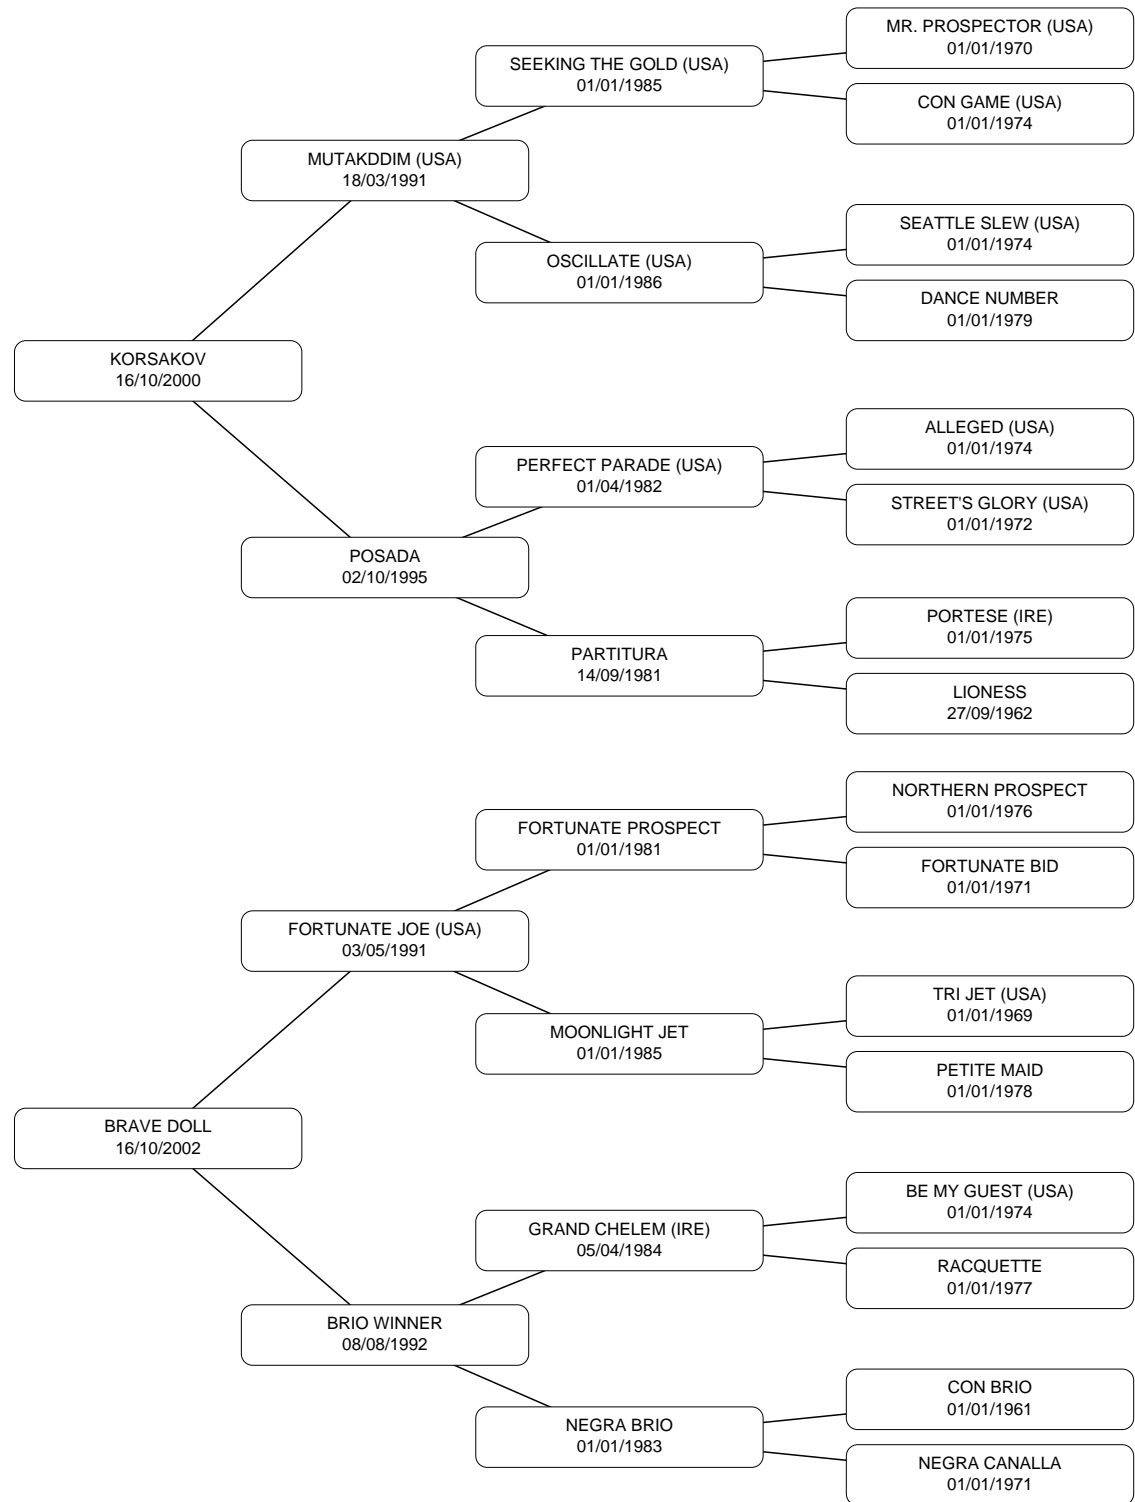 MR. PROSPECTOR (USA)
01/01/1970
SEEKING THE GOLD (USA)
01/01/1985
CON GAME (USA)
01/01/1974
MUTAKDDIM (USA)
18/03/1991
SEATTLE SLEW (USA)
01/01/1974
OSCILLATE (USA)
01/01/1986
DANCE NUMBER
01/01/1979
KORSAKOV
16/10/2000
ALLEGED (USA)
01/01/1974
PERFECT PARADE (USA)
01/04/1982
STREET'S GLORY (USA)
01/01/1972
POSADA
02/10/1995
PORTESE (IRE)
01/01/1975
PARTITURA
14/09/1981
LIONESS
27/09/1962
NORTHERN PROSPECT
01/01/1976
FORTUNATE PROSPECT
01/01/1981
FORTUNATE BID
01/01/1971
FORTUNATE JOE (USA)
03/05/1991
TRI JET (USA)
01/01/1969
MOONLIGHT JET
01/01/1985
PETITE MAID
01/01/1978
BRAVE DOLL
16/10/2002
BE MY GUEST (USA)
01/01/1974
GRAND CHELEM (IRE)
05/04/1984
RACQUETTE
01/01/1977
BRIO WINNER
08/08/1992
CON BRIO
01/01/1961
NEGRA BRIO
01/01/1983
NEGRA CANALLA
01/01/1971